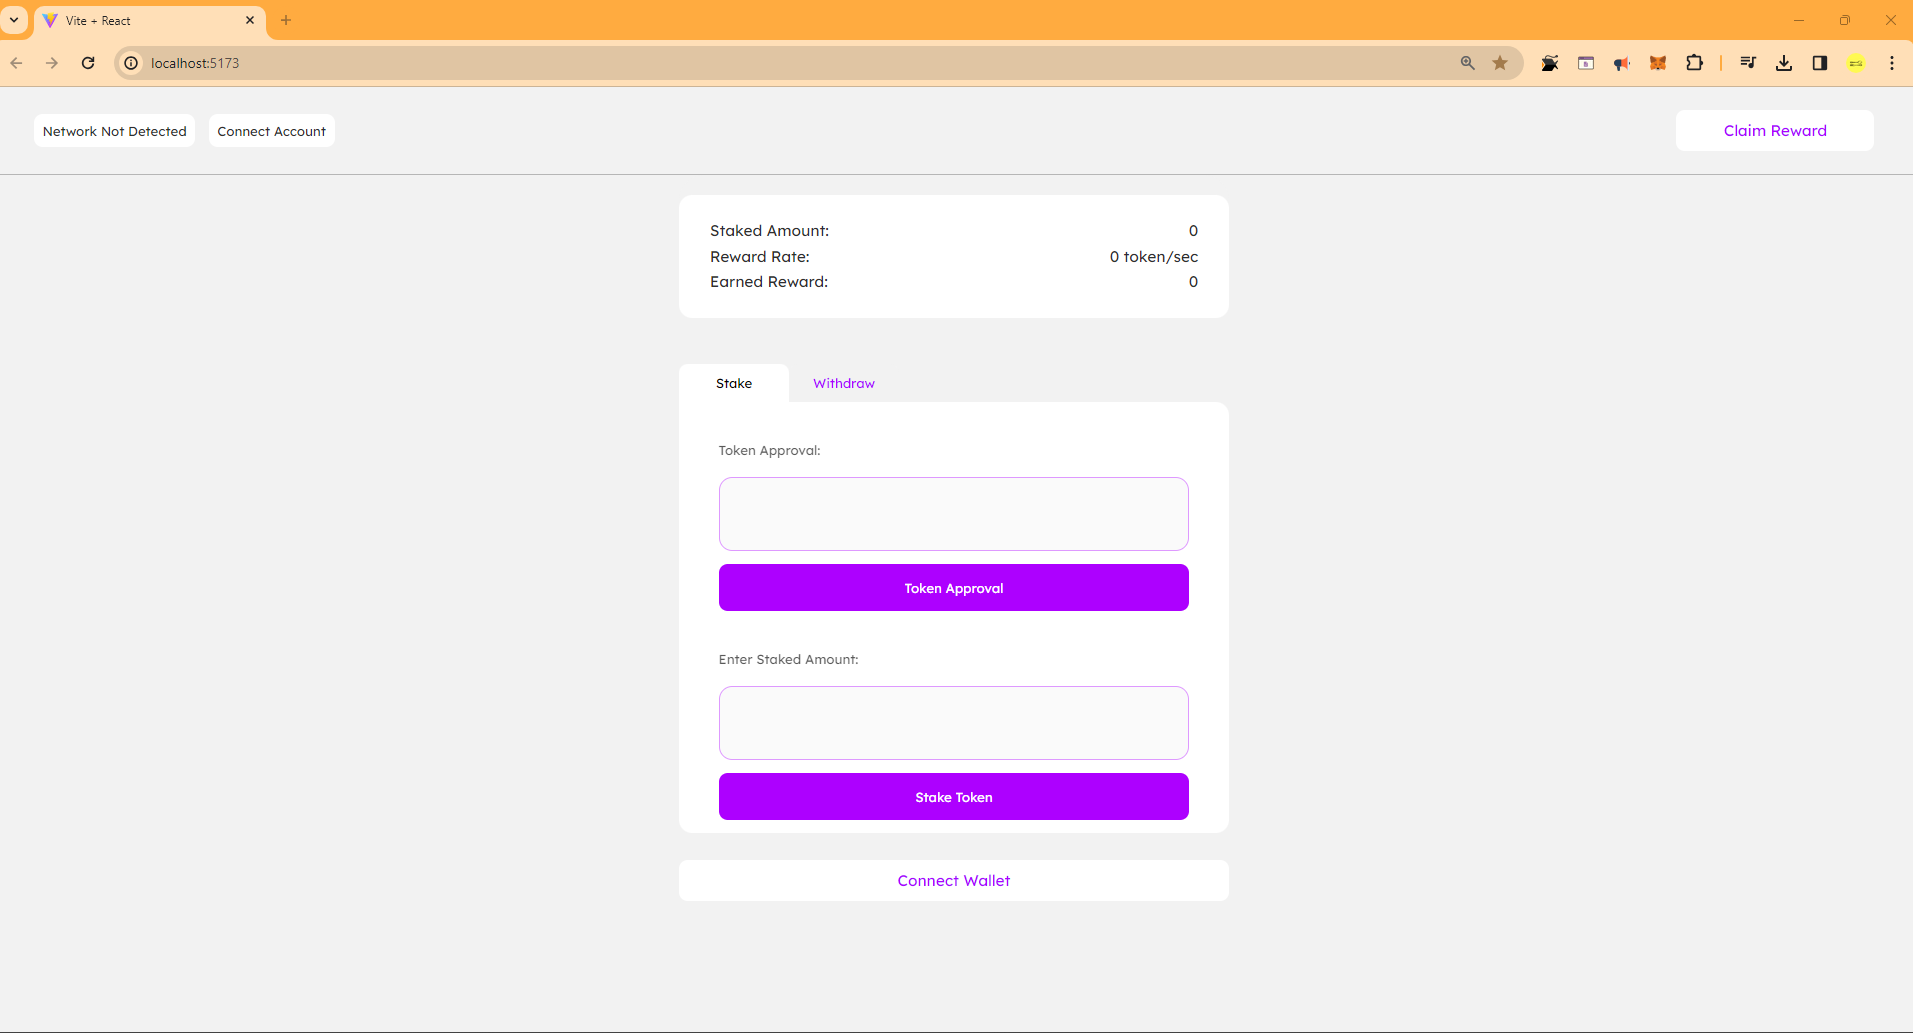 Vite + React
localhost:5173
Network Not Detected
Connect Account
Claim Reward
Staked Amount: 0
Reward Rate: 0 token/sec
Earned Reward: 0
Stake Withdraw
Token Approval:
Token Approval
Enter Staked Amount:
Stake Token
Connect Wallet